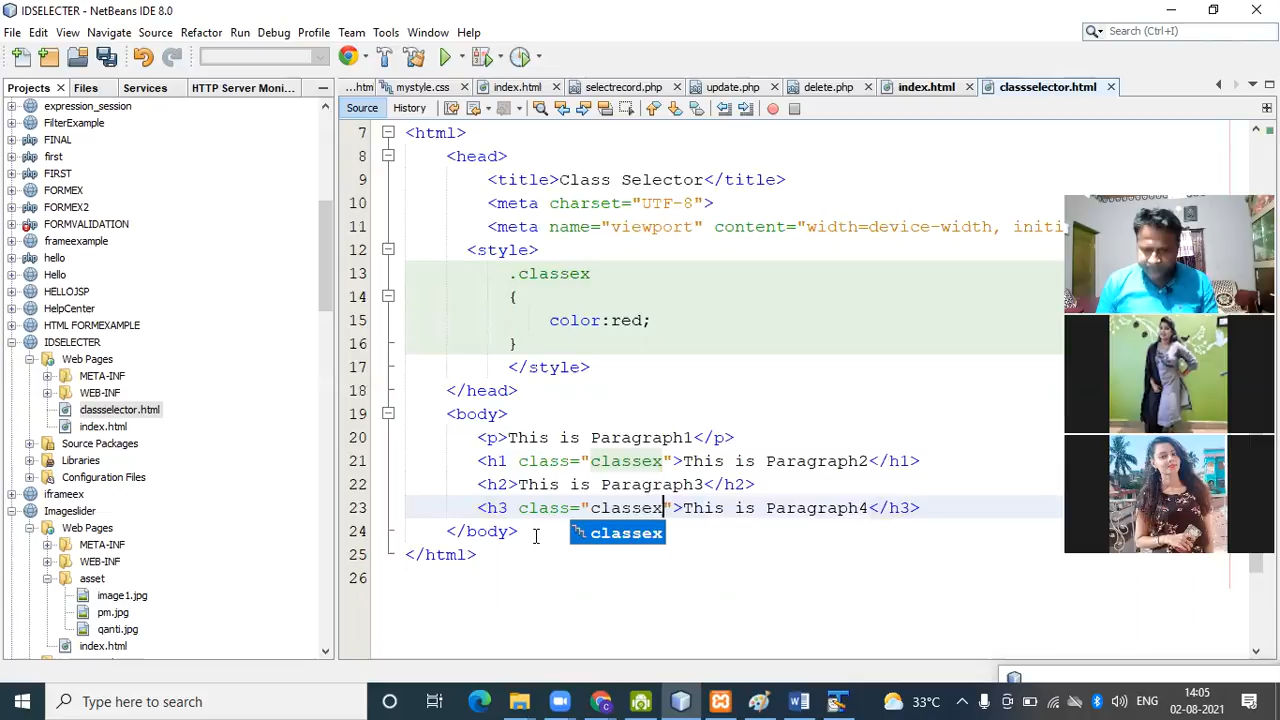 IDSELECTER - NetBeans IDE 8.0
File Edit View Navigate Source Refactor Run Debug Profile Team Tools Window Help
Search (Ctrl+I)
Projects Files Services HTTP Server Moni...
...htm mystyle.css index.html selectrecord.php update.php delete.php index.html classselector.html
Source History
expression_session
FilterExample
FINAL
first
FIRST
FORMEX
FORMEX2
FORMVALIDATION
frameexample
hello
Hello
HELLOJSP
HelpCenter
HTML FORMEXAMPLE
IDSELECTER
Web Pages
META-INF
WEB-INF
classselector.html
index.html
Source Packages
Libraries
Configuration Files
iframeex
Imageslider
Web Pages
META-INF
WEB-INF
asset
image1.jpg
pm.jpg
qanti.jpg
index.html
7 <html>
8 <head>
9 <title>Class Selector</title>
10 <meta charset="UTF-8">
11 <meta name="viewport" content="width=device-width, initi
12 <style>
13 .classex
14 {
15 color:red;
16 }
17 </style>
18 </head>
19 <body>
20 <p>This is Paragraph1</p>
21 <h1 class="classex">This is Paragraph2</h1>
22 <h2>This is Paragraph3</h2>
23 <h3 class="classex">This is Paragraph4</h3>
24 </body>
classex
25 </html>
26
Type here to search
33°C
ENG
14:05
02-08-2021